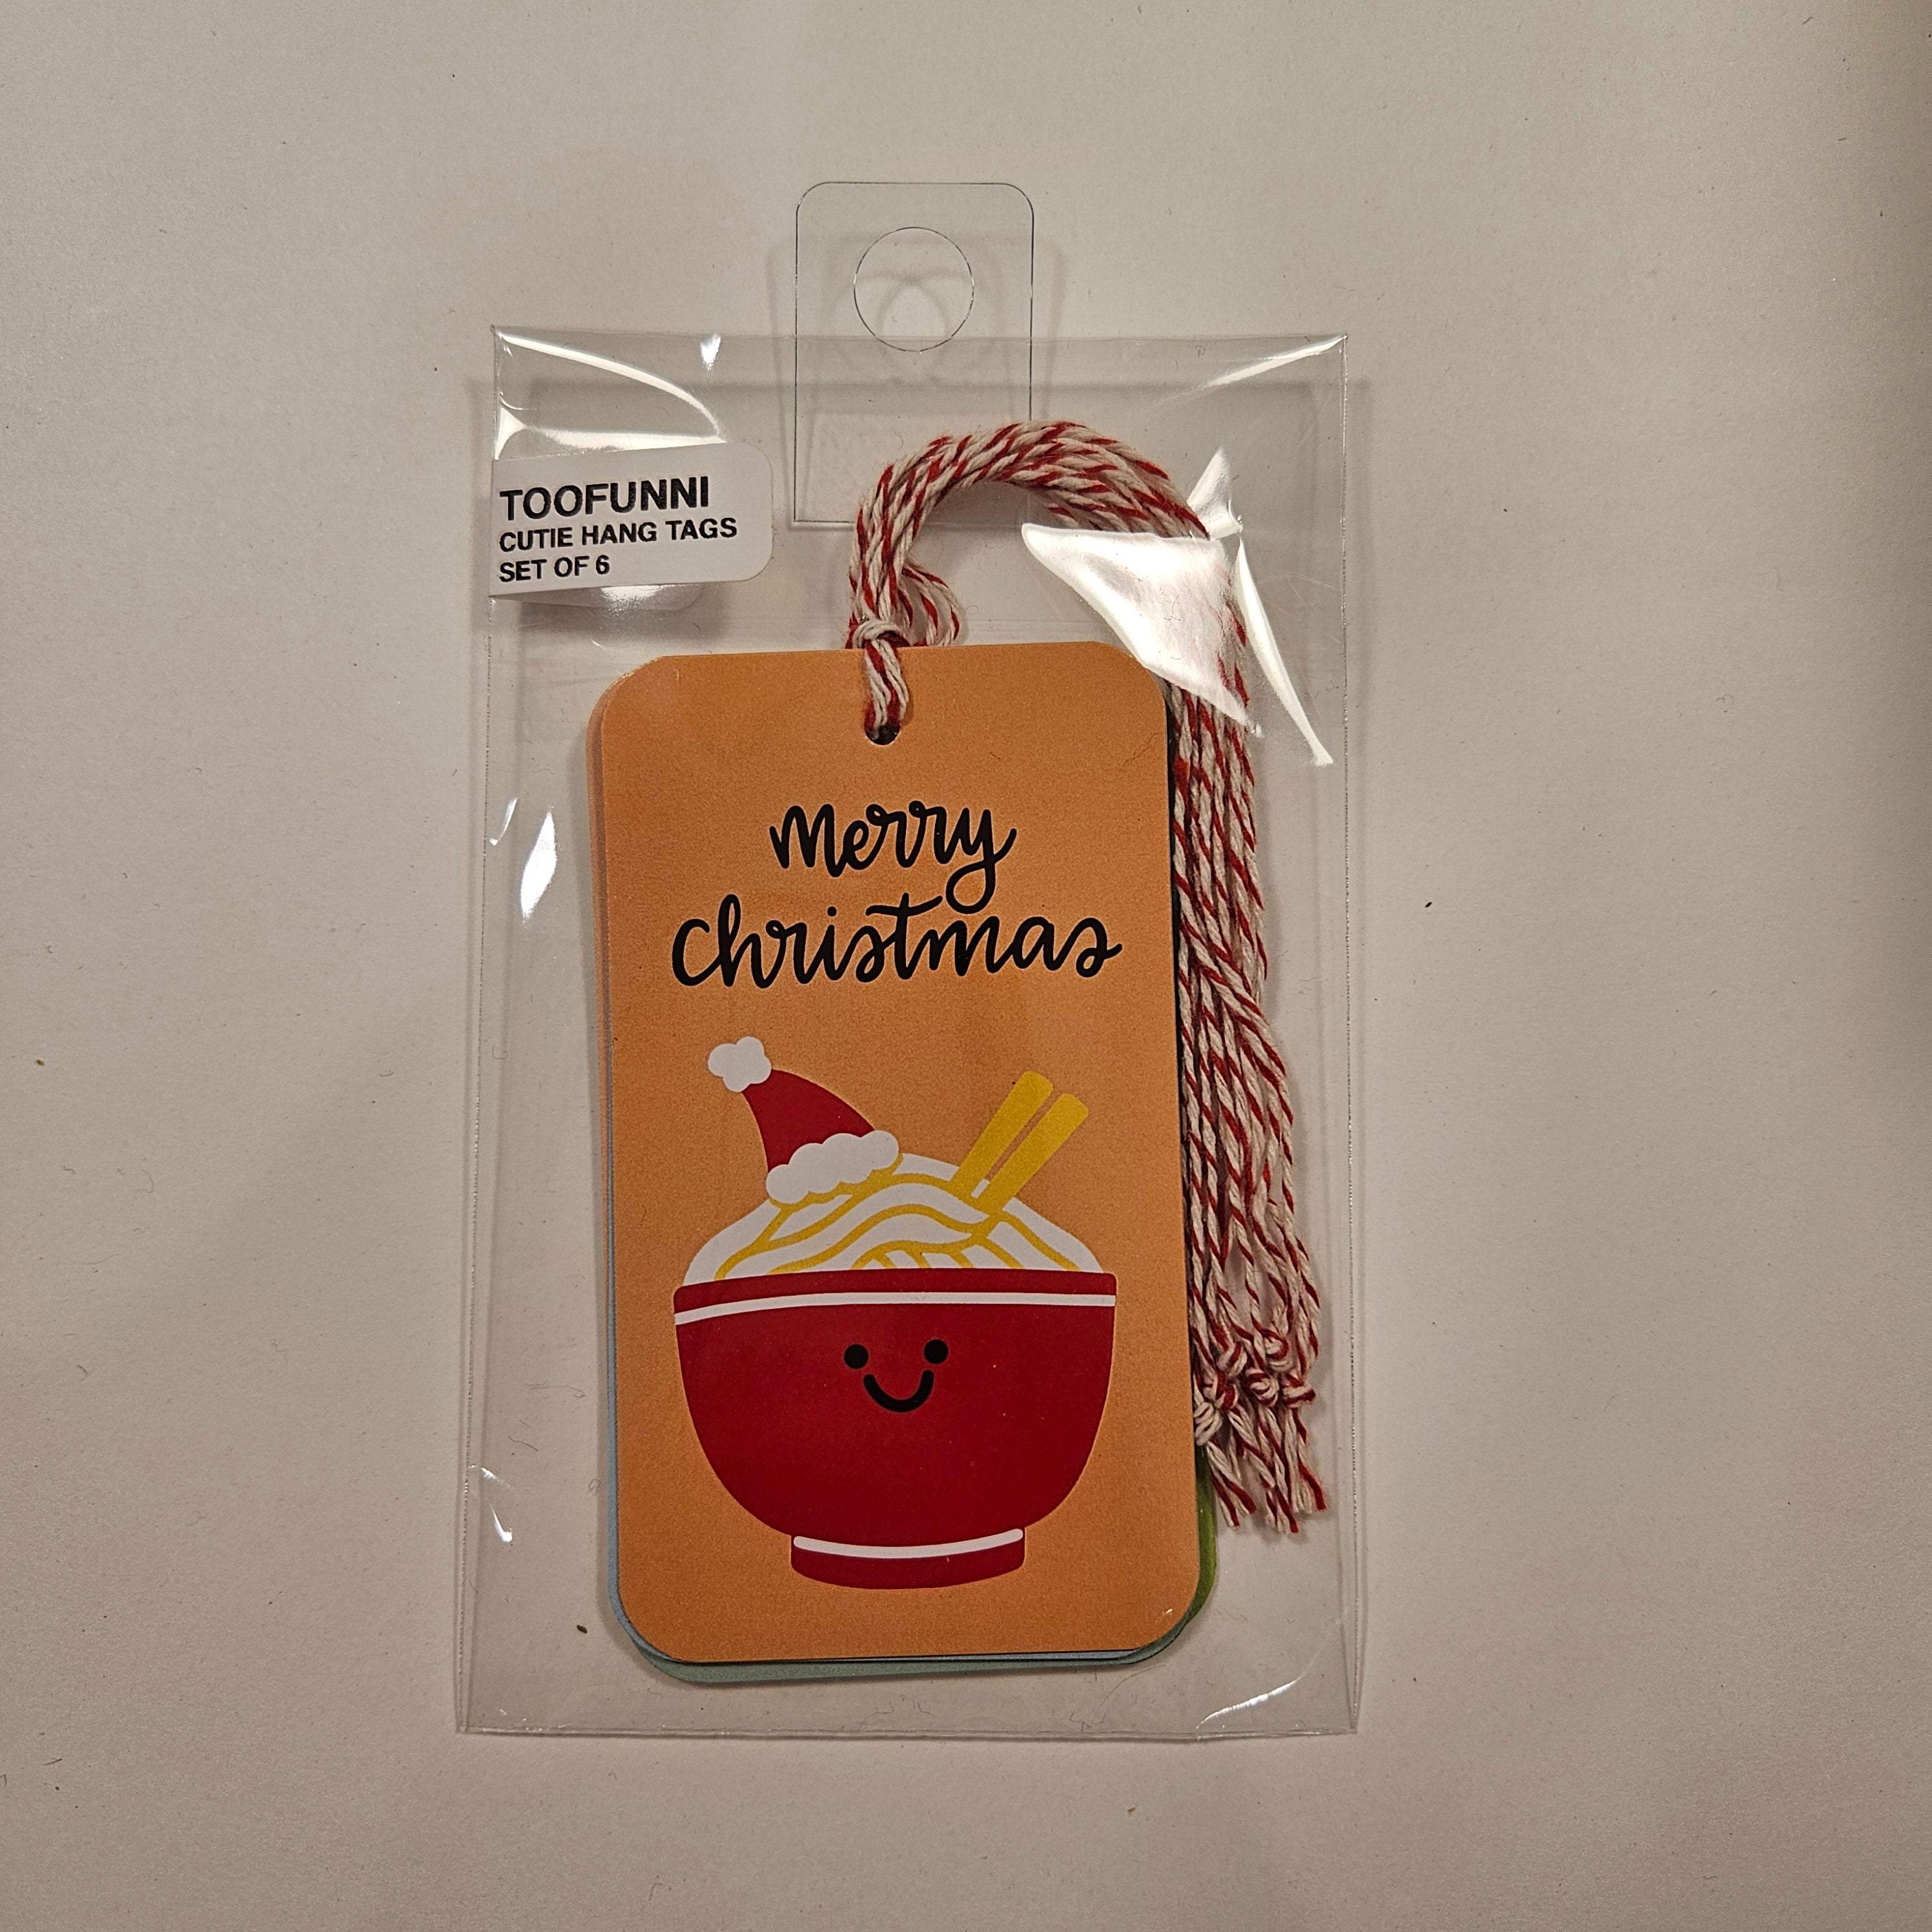 TOOFUNNI
CUTIE HANG TAGS
SET OF 6
merry
christmas